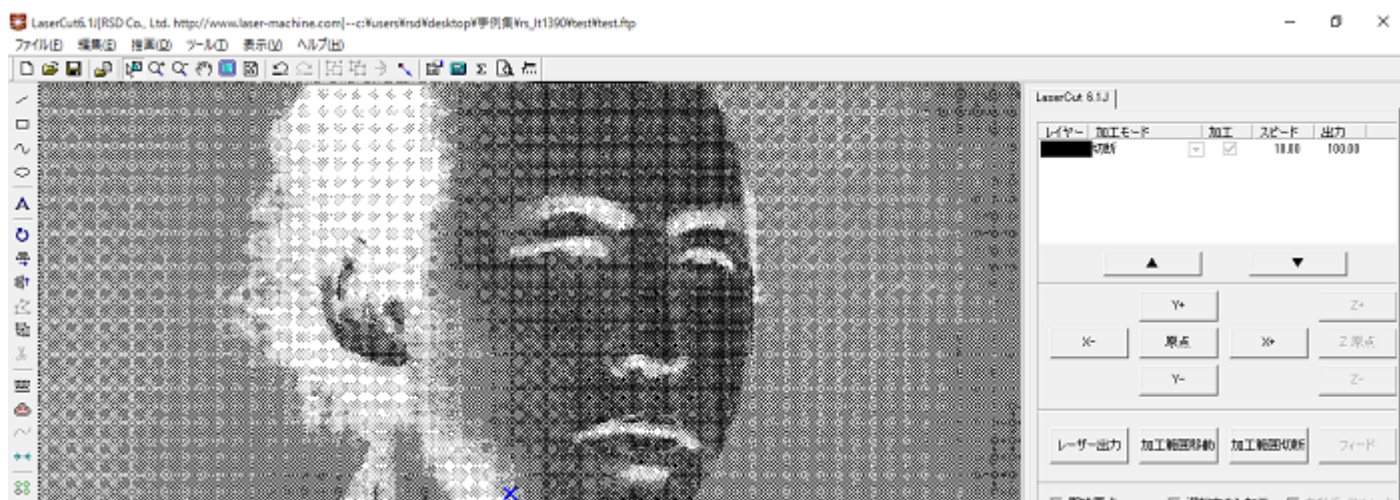 LaserCut6.1J[RSD Co., Ltd. http://www.laser-machine.com]--c:¥users¥rsd¥desktop¥事例集¥rs_lt1390¥test¥test.ftp
ファイル(F) 編集(E) 描画(D) ツール(T) 表示(V) ヘルプ(H)
LaserCut 6.1J
レイヤー 加工モード 加工 スピード 出力
切断 10.00 100.00
▲ ▼
Y+ Z+
X- 原点 X+ Z 原点
Y- Z-
レーザー出力 加工範囲移動 加工範囲切断 フィード